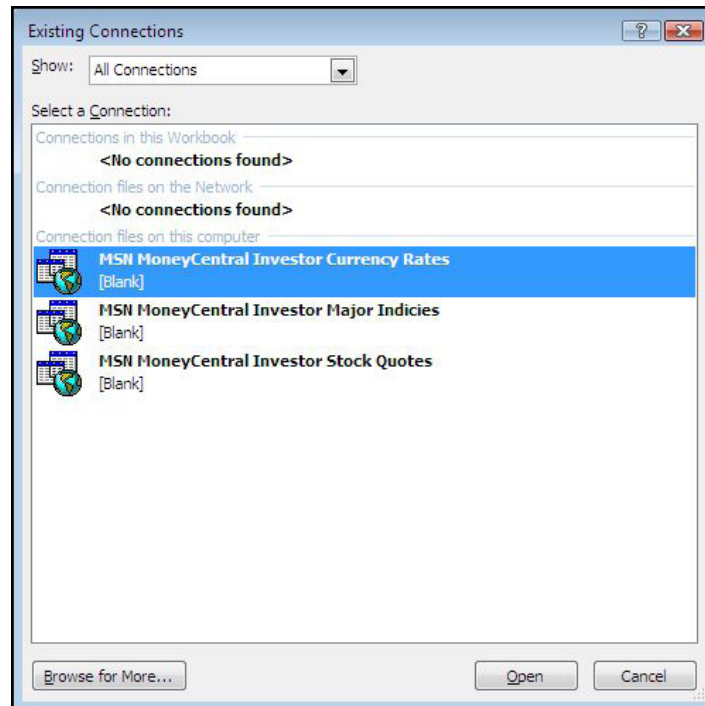 Existing Connections
Show: All Connections
Select a Connection:
Connections in this Workbook
<No connections found>
Connection files on the Network
<No connections found>
Connection files on this computer
MSN MoneyCentral Investor Currency Rates
[Blank]
MSN MoneyCentral Investor Major Indicies
[Blank]
MSN MoneyCentral Investor Stock Quotes
[Blank]
Browse for More... Open Cancel